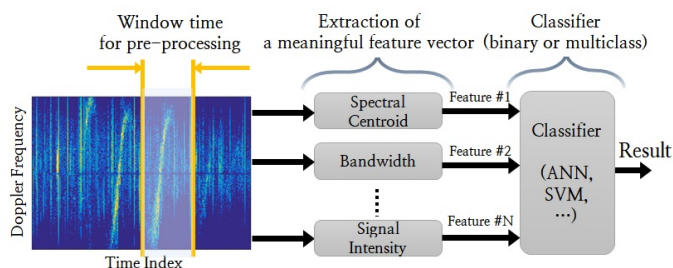 Window time
for pre-processing
Extraction of
a meaningful feature vector
Classifier
(binary or multiclass)
Doppler Frequency
Time Index
Spectral
Centroid
Feature #1
Bandwidth
Feature #2
Signal
Intensity
Feature #N
Classifier
(ANN,
SVM,
…)
Result